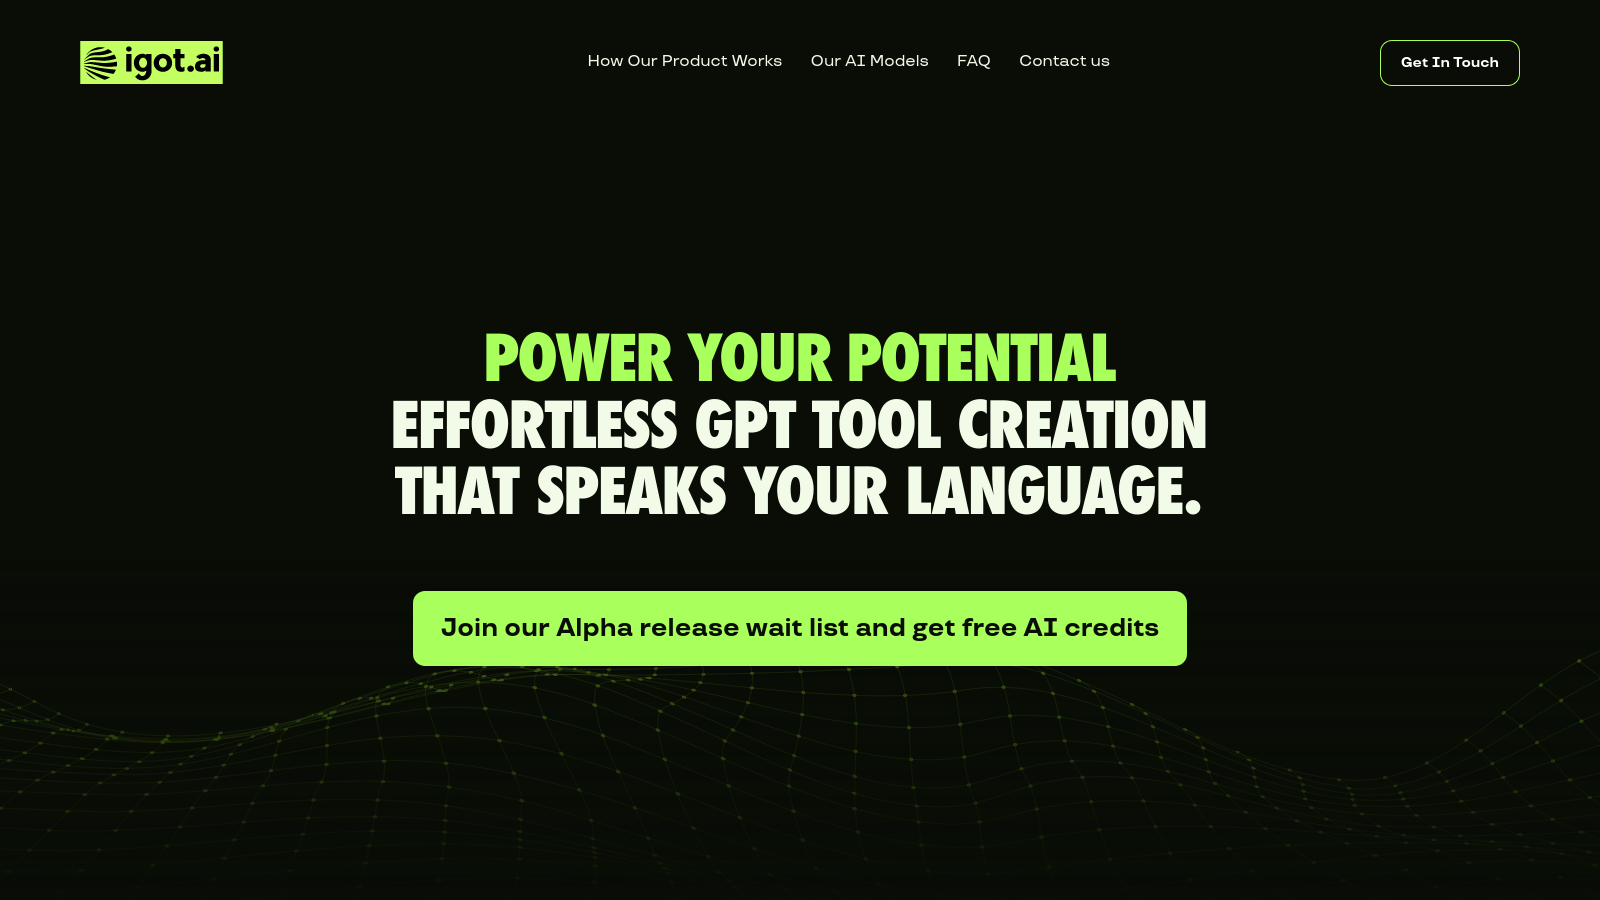 igot.ai
How Our Product Works
Our AI Models
FAQ
Contact us
Get In Touch
POWER YOUR POTENTIAL
EFFORTLESS GPT TOOL CREATION
THAT SPEAKS YOUR LANGUAGE.
Join our Alpha release wait list and get free AI credits